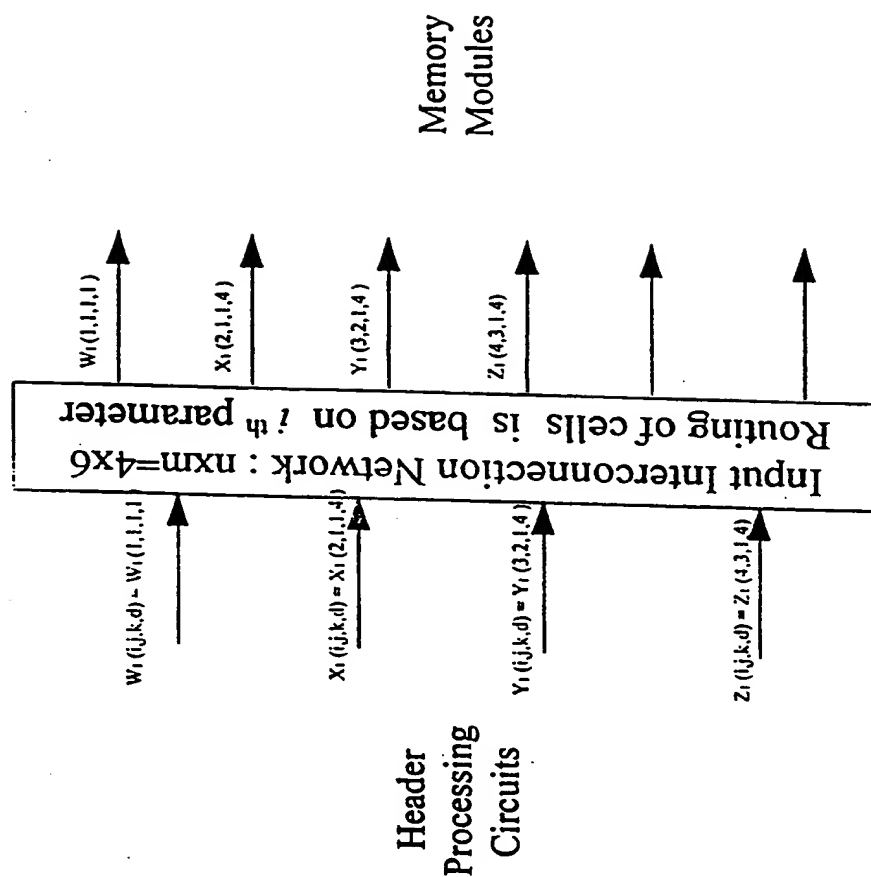 Header
Processing
Circuits
W1 (i,j,k,d) = W1 (1,1,1,1)
X1 (i,j,k,d) = X1 (2,1,1,4)
Y1 (i,j,k,d) = Y1 (3,2,1,4)
Z1 (i,j,k,d) = Z1 (4,3,1,4)
Input Interconnection Network : nxm=4x6
Routing of cells is based on i th parameter
W1 (1,1,1,1)
X1 (2,1,1,4)
Y1 (3,2,1,4)
Z1 (4,3,1,4)
Memory
Modules